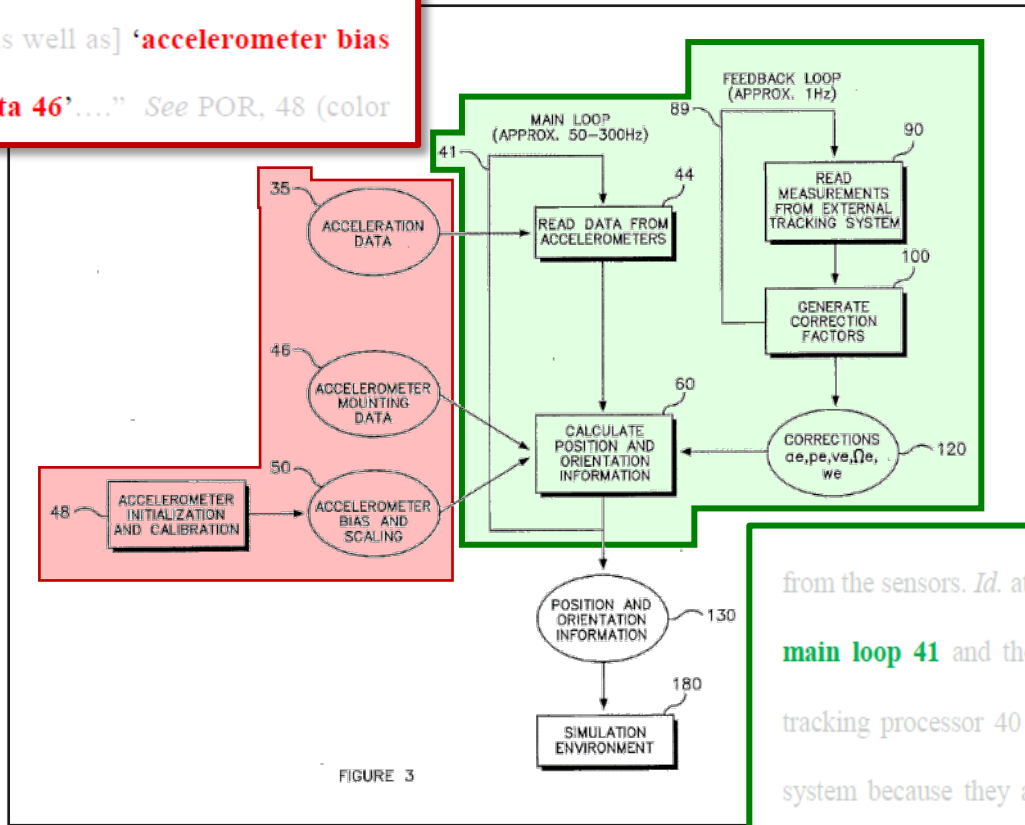 s well as] ‘accelerometer bias
ta 46’....” See POR, 48 (color
FEEDBACK LOOP
(APPROX. 1Hz)
89
MAIN LOOP
(APPROX. 50–300Hz)
90
41
READ
MEASUREMENTS
FROM EXTERNAL
TRACKING SYSTEM
44
35
ACCELERATION
DATA
READ DATA FROM
ACCELEROMETERS
100
GENERATE
CORRECTION
FACTORS
46
ACCELEROMETER
MOUNTING
DATA
60
CALCULATE
POSITION AND
ORIENTATION
INFORMATION
CORRECTIONS
αe,pe,ve,Ωe,
we
120
50
48
ACCELEROMETER
INITIALIZATION
AND CALIBRATION
ACCELEROMETER
BIAS AND
SCALING
POSITION AND
ORIENTATION
INFORMATION
130
180
SIMULATION
ENVIRONMENT
FIGURE 3
from the sensors. Id. at
main loop 41 and the
tracking processor 40
system because they a